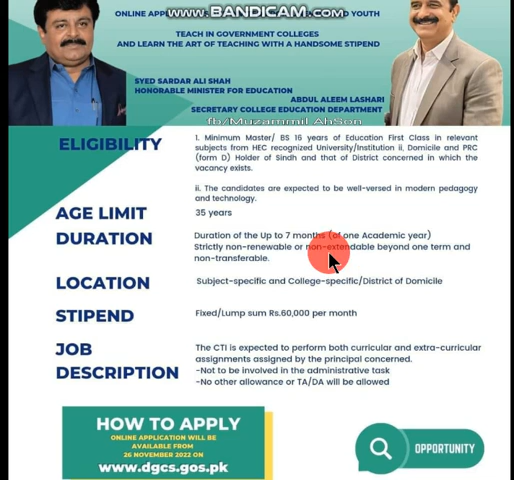 ONLINE APP
www.BANDICAM.com
D YOUTH
TEACH IN GOVERNMENT COLLEGES
AND LEARN THE ART OF TEACHING WITH A HANDSOME STIPEND
SYED SARDAR ALI SHAH
HONORABLE MINISTER FOR EDUCATION
ABDUL ALEEM LASHARI
SECRETARY COLLEGE EDUCATION DEPARTMENT
fb/Muzammil AhSon
ELIGIBILITY
1. Minimum Master/ BS 16 years of Education First Class in relevant
subjects from HEC recognized University/Institution ii, Domicile and PRC
(form D) Holder of Sindh and that of District concerned in which the
vacancy exists.
ii. The candidates are expected to be well-versed in modern pedagogy
and technology.
AGE LIMIT
35 years
DURATION
Duration of the Up to 7 months (of one Academic year)
Strictly non-renewable or non-extendable beyond one term and
non-transferable.
LOCATION
Subject-specific and College-specific/District of Domicile
STIPEND
Fixed/Lump sum Rs.60,000 per month
JOB
DESCRIPTION
The CTI is expected to perform both curricular and extra-curricular
assignments assigned by the principal concerned.
-Not to be involved in the administrative task
-No other allowance or TA/DA will be allowed
HOW TO APPLY
ONLINE APPLICATION WILL BE
AVAILABLE FROM
26 NOVEMBER 2022 ON
www.dgcs.gos.pk
OPPORTUNITY